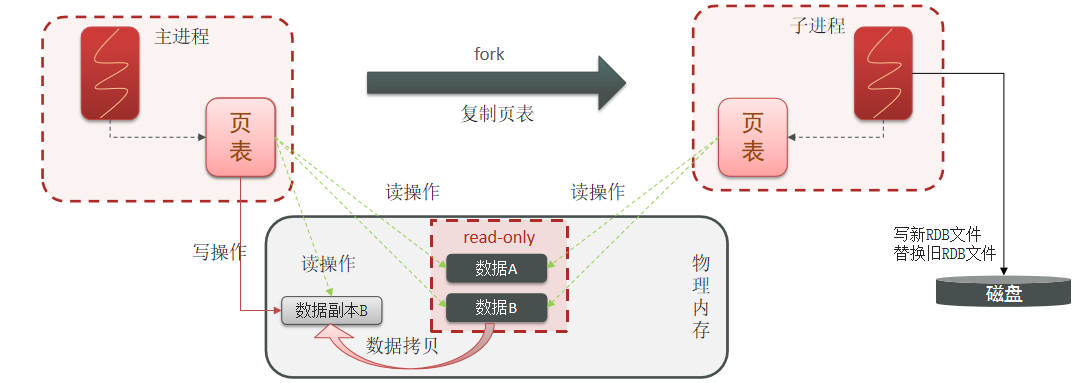 主进程
fork
子进程
复制页表
页
表
页
表
读操作
读操作
写操作
read-only
读操作
数据A
数据B
数据副本B
数据拷贝
物
理
内
存
写新RDB文件
替换旧RDB文件
磁盘